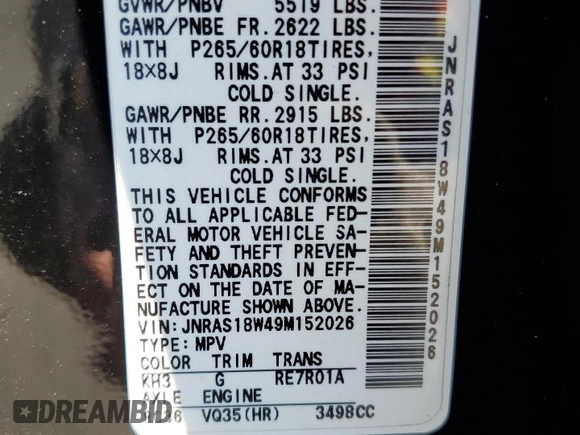 GVWR/PNBV 5519 LBS.
GAWR/PNBE FR. 2622 LBS.
WITH P265/60R18TIRES,
18×8J RIMS. AT 33 PSI
COLD SINGLE.
GAWR/PNBE RR. 2915 LBS.
WITH P265/60R18TIRES,
18×8J RIMS. AT 33 PSI
COLD SINGLE.
THIS VEHICLE CONFORMS
TO ALL APPLICABLE FED-
ERAL MOTOR VEHICLE SA-
FETY AND THEFT PREVEN-
TION STANDARDS IN EFF-
ECT ON THE DATE OF MA-
NUFACTURE SHOWN ABOVE.
VIN: JNRAS18W49M152026
TYPE: MPV
COLOR TRIM TRANS
KH3 G RE7R01A
AXLE ENGINE
VQ35(HR) 3498CC
JNRAS18W49M152026
DREAMBID.com